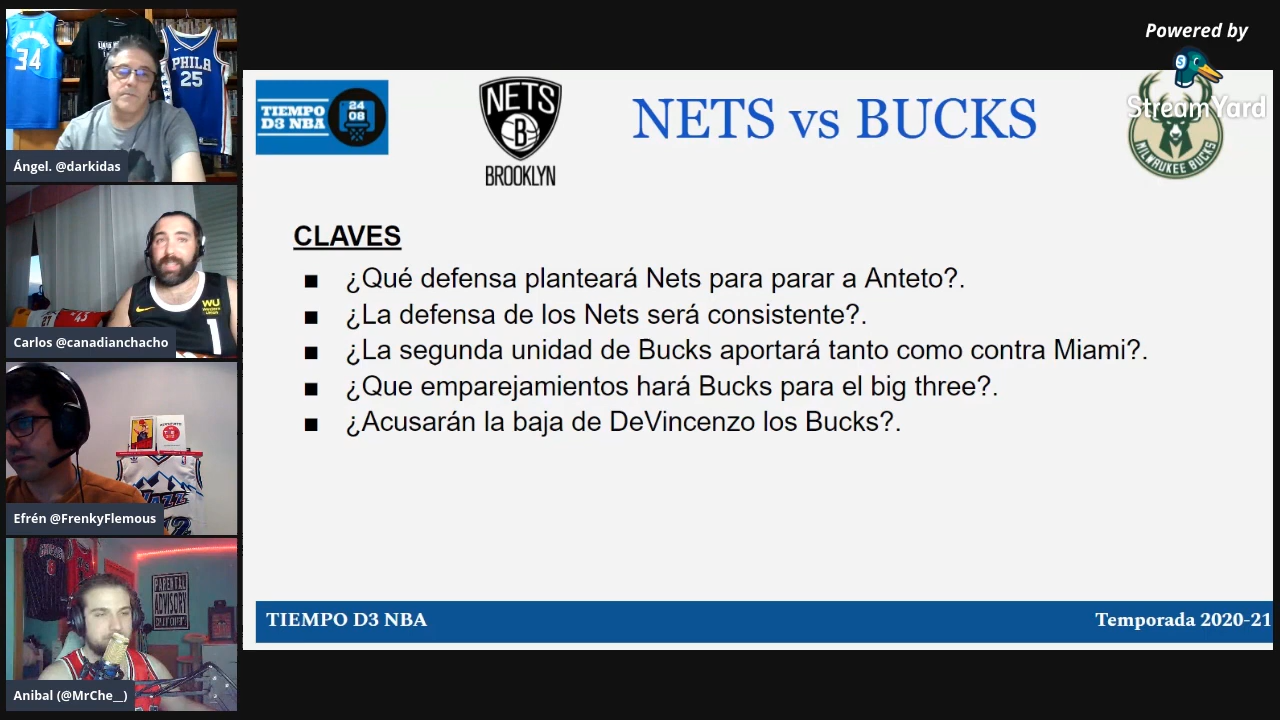 Powered by
StreamYard
34
PHILA
25
Ángel. @darkidas
WU
1
Carlos @canadianchacho
Efrén @FrenkyFlemous
PARENTAL
ADVISORY
Anibal (@MrChe__)
TIEMPO
D3 NBA
24
08
NETS
B
BROOKLYN
NETS vs BUCKS
MILWAUKEE BUCKS
CLAVES
▪ ¿Qué defensa planteará Nets para parar a Anteto?.
▪ ¿La defensa de los Nets será consistente?.
▪ ¿La segunda unidad de Bucks aportará tanto como contra Miami?.
▪ ¿Que emparejamientos hará Bucks para el big three?.
▪ ¿Acusarán la baja de DeVincenzo los Bucks?.
TIEMPO D3 NBA
Temporada 2020-21